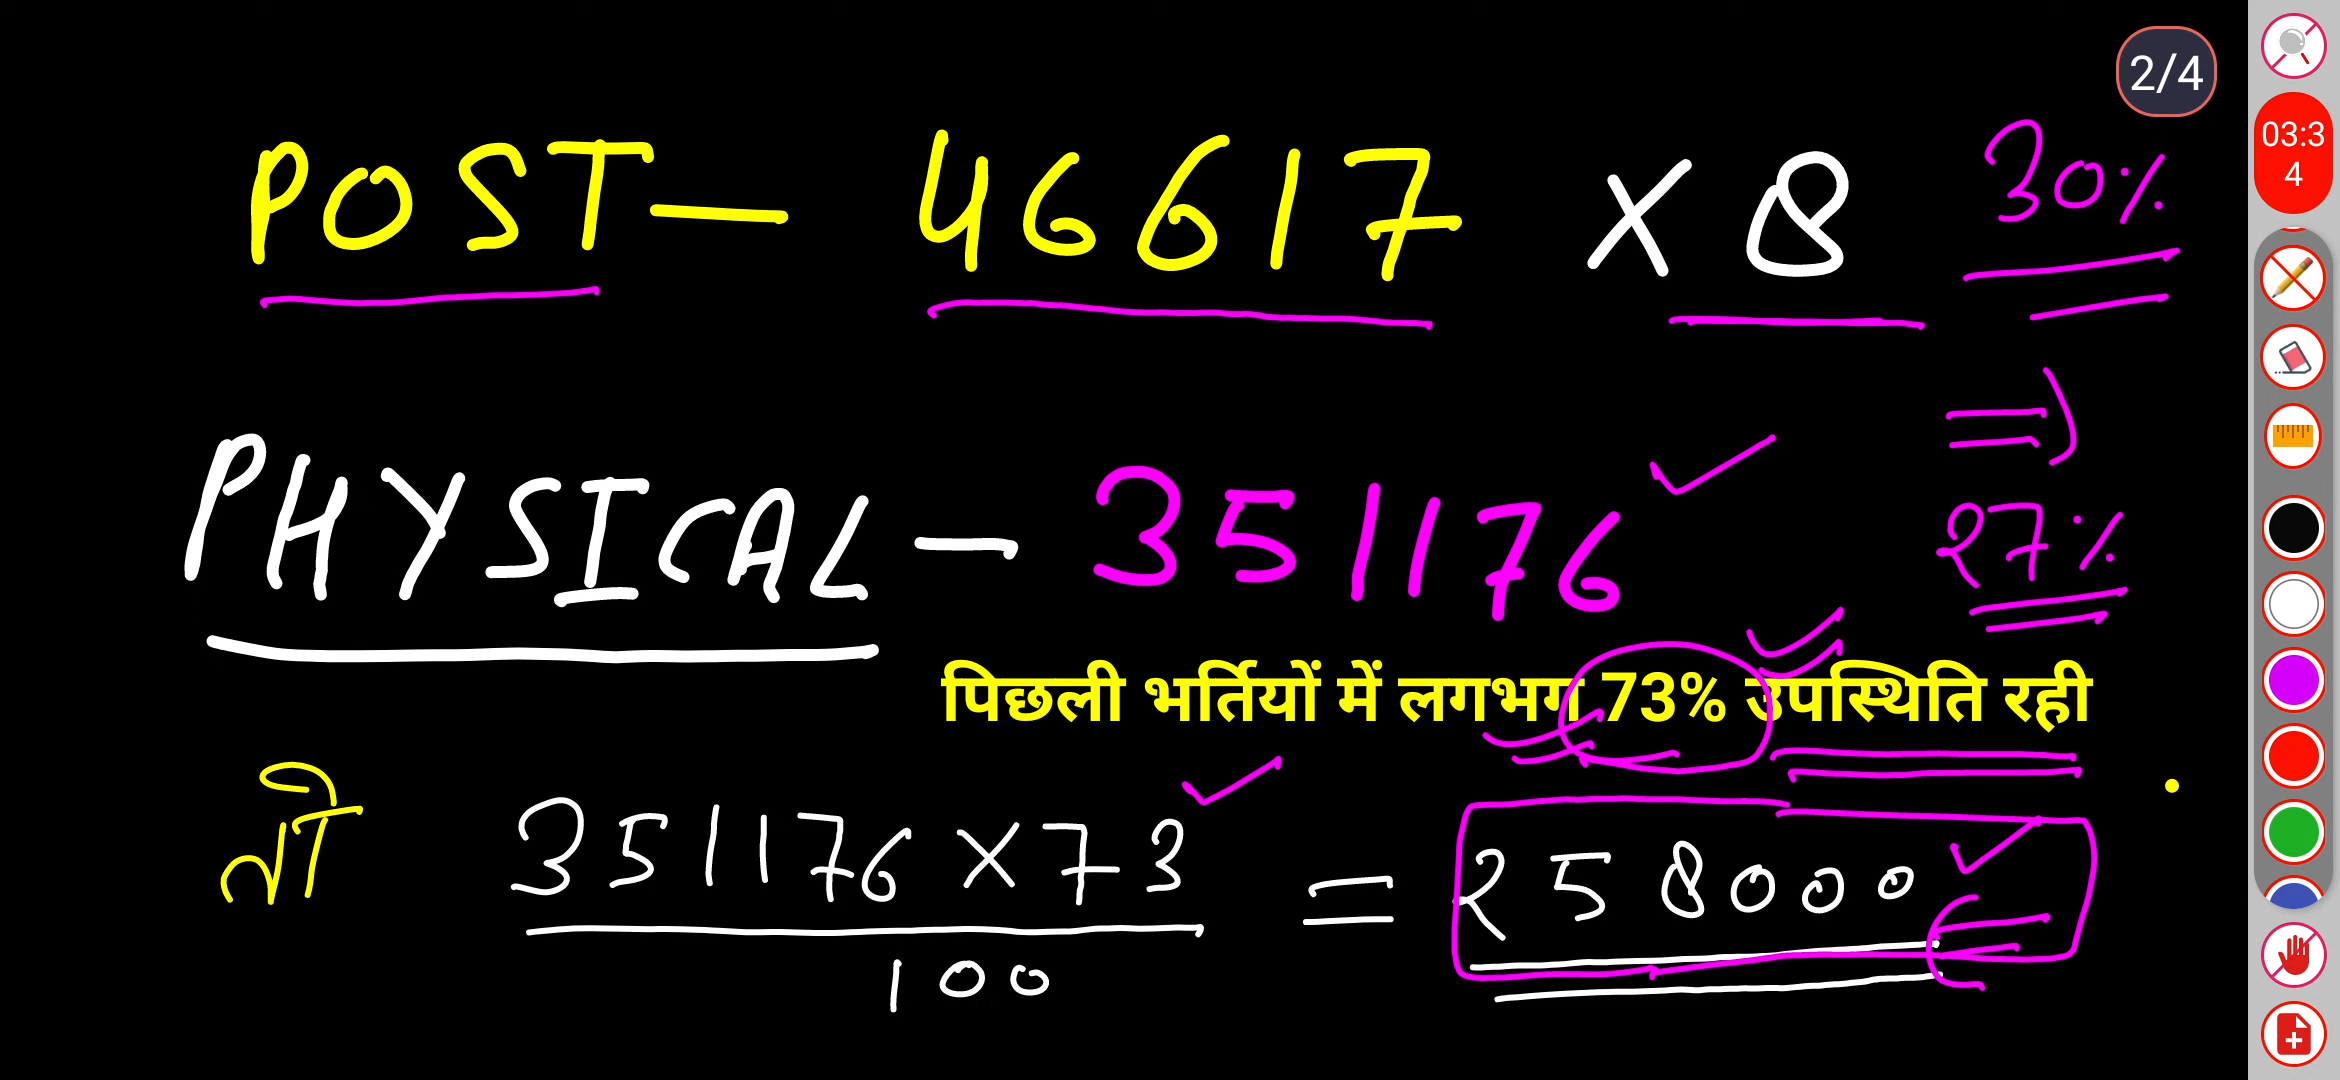 2/4
03:3
4
POST— 46617 × 8 30%
⇒
PHYSICAL - 351176 27%
पिछली भर्तियों में लगभग 73% उपस्थिति रही
तो 351176 × 73 = 258000
100